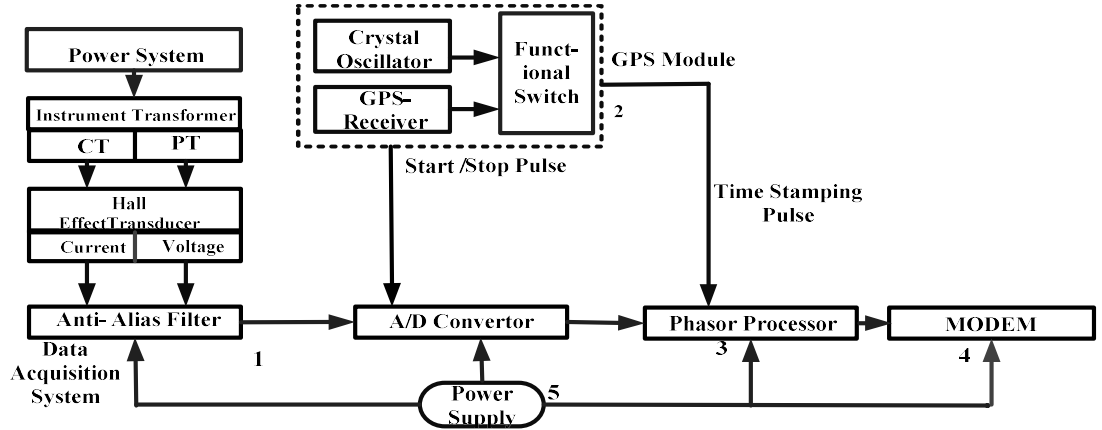 Power System
Instrument Transformer
CT
PT
Hall
EffectTransducer
Current
Voltage
Anti- Alias Filter
Data
Acquisition
System
1
Crystal
Oscillator
GPS-
Receiver
Funct-
ional
Switch
GPS Module
2
Start /Stop Pulse
Time Stamping
Pulse
A/D Convertor
Phasor Processor
3
MODEM
4
Power
Supply
5